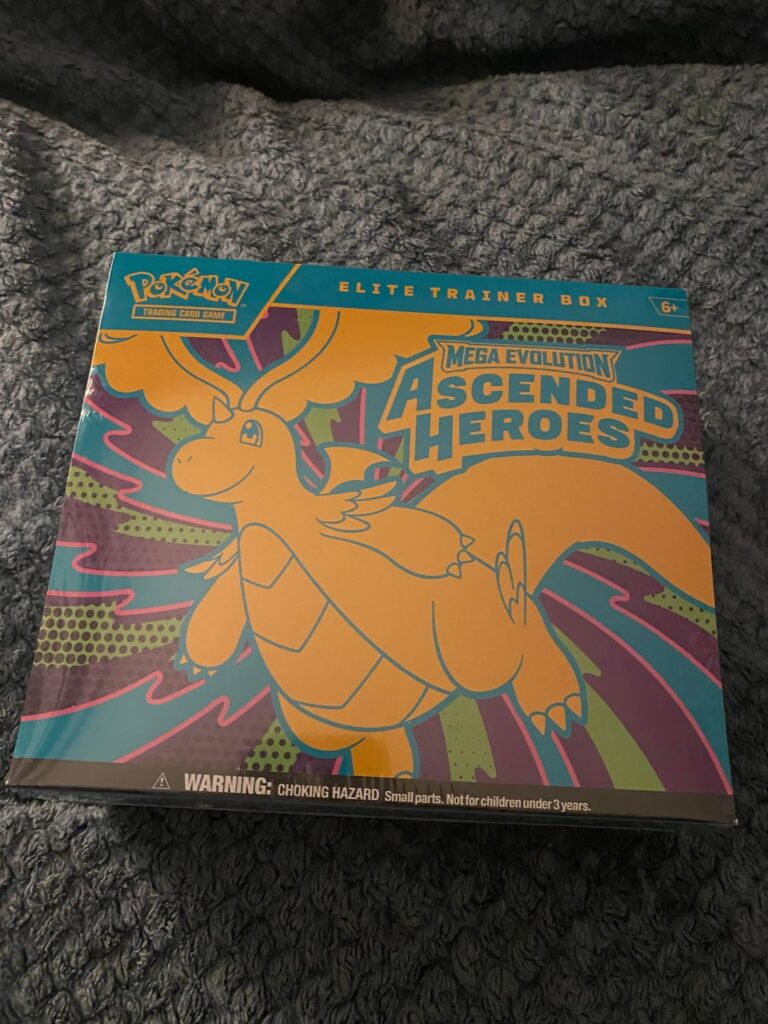 POKéMON
TRADING CARD GAME
ELITE TRAINER BOX
6+
MEGA EVOLUTION
ASCENDED
HEROES
WARNING: CHOKING HAZARD Small parts. Not for children under 3 years.